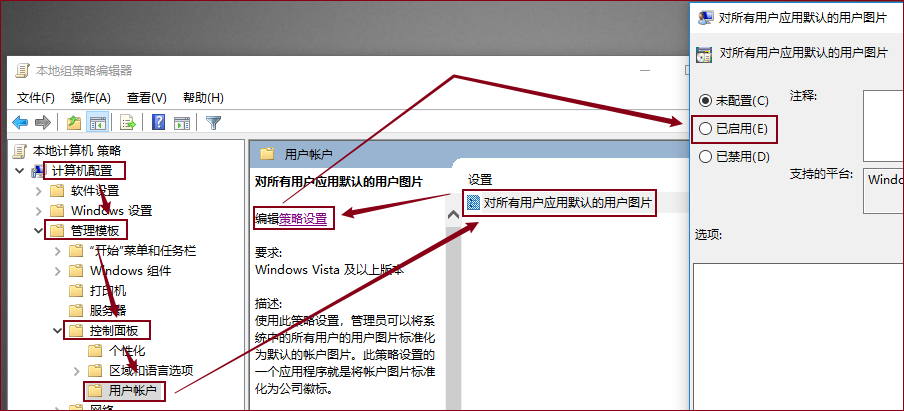 本地组策略编辑器
文件(F) 操作(A) 查看(V) 帮助(H)
本地计算机 策略
计算机配置
软件设置
Windows 设置
管理模板
“开始”菜单和任务栏
Windows 组件
打印机
服务器
控制面板
个性化
区域和语言选项
用户帐户
网络
用户帐户
对所有用户应用默认的用户图片
编辑策略设置
要求:
Windows Vista 及以上版本
描述:
使用此策略设置，管理员可以将系
统中的所有用户的用户图片标准化
为默认的帐户图片。此策略设置的
一个应用程序就是将帐户图片标准
化为公司徽标。
设置
对所有用户应用默认的用户图片
对所有用户应用默认的用户图片
对所有用户应用默认的用户图片
未配置(C)
注释:
已启用(E)
已禁用(D)
支持的平台:
Windo
选项: